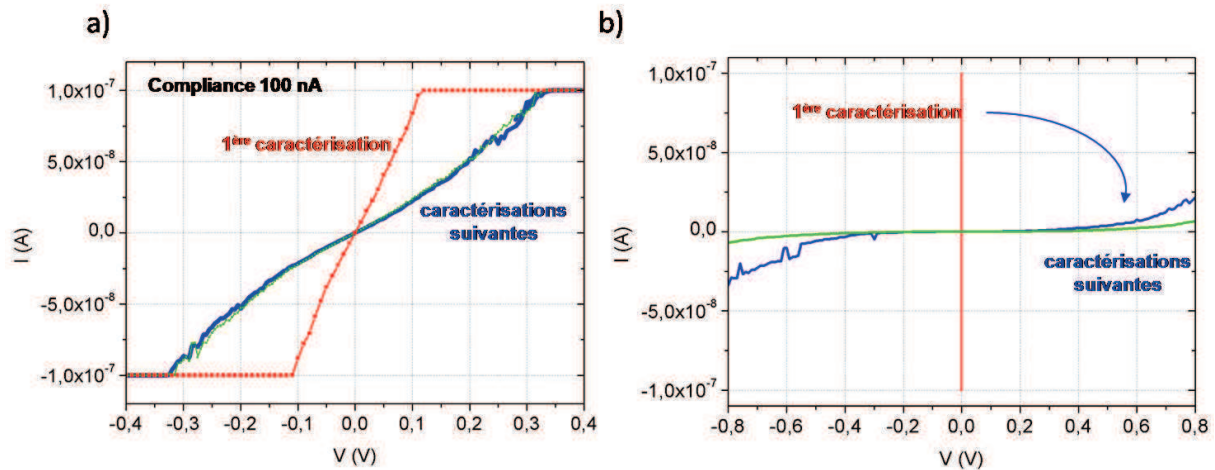 a)
Compliance 100 nA
1,0x10⁻⁷
5,0x10⁻⁸
0,0
-5,0x10⁻⁸
-1,0x10⁻⁷
I (A)
1ère caractérisation
caractérisations
suivantes
-0,4 -0,3 -0,2 -0,1 0,0 0,1 0,2 0,3 0,4
V (V)
b)
1,0x10⁻⁷
5,0x10⁻⁸
0,0
-5,0x10⁻⁸
-1,0x10⁻⁷
I (A)
1ère caractérisation
caractérisations
suivantes
-0,8 -0,6 -0,4 -0,2 0,0 0,2 0,4 0,6 0,8
V (V)